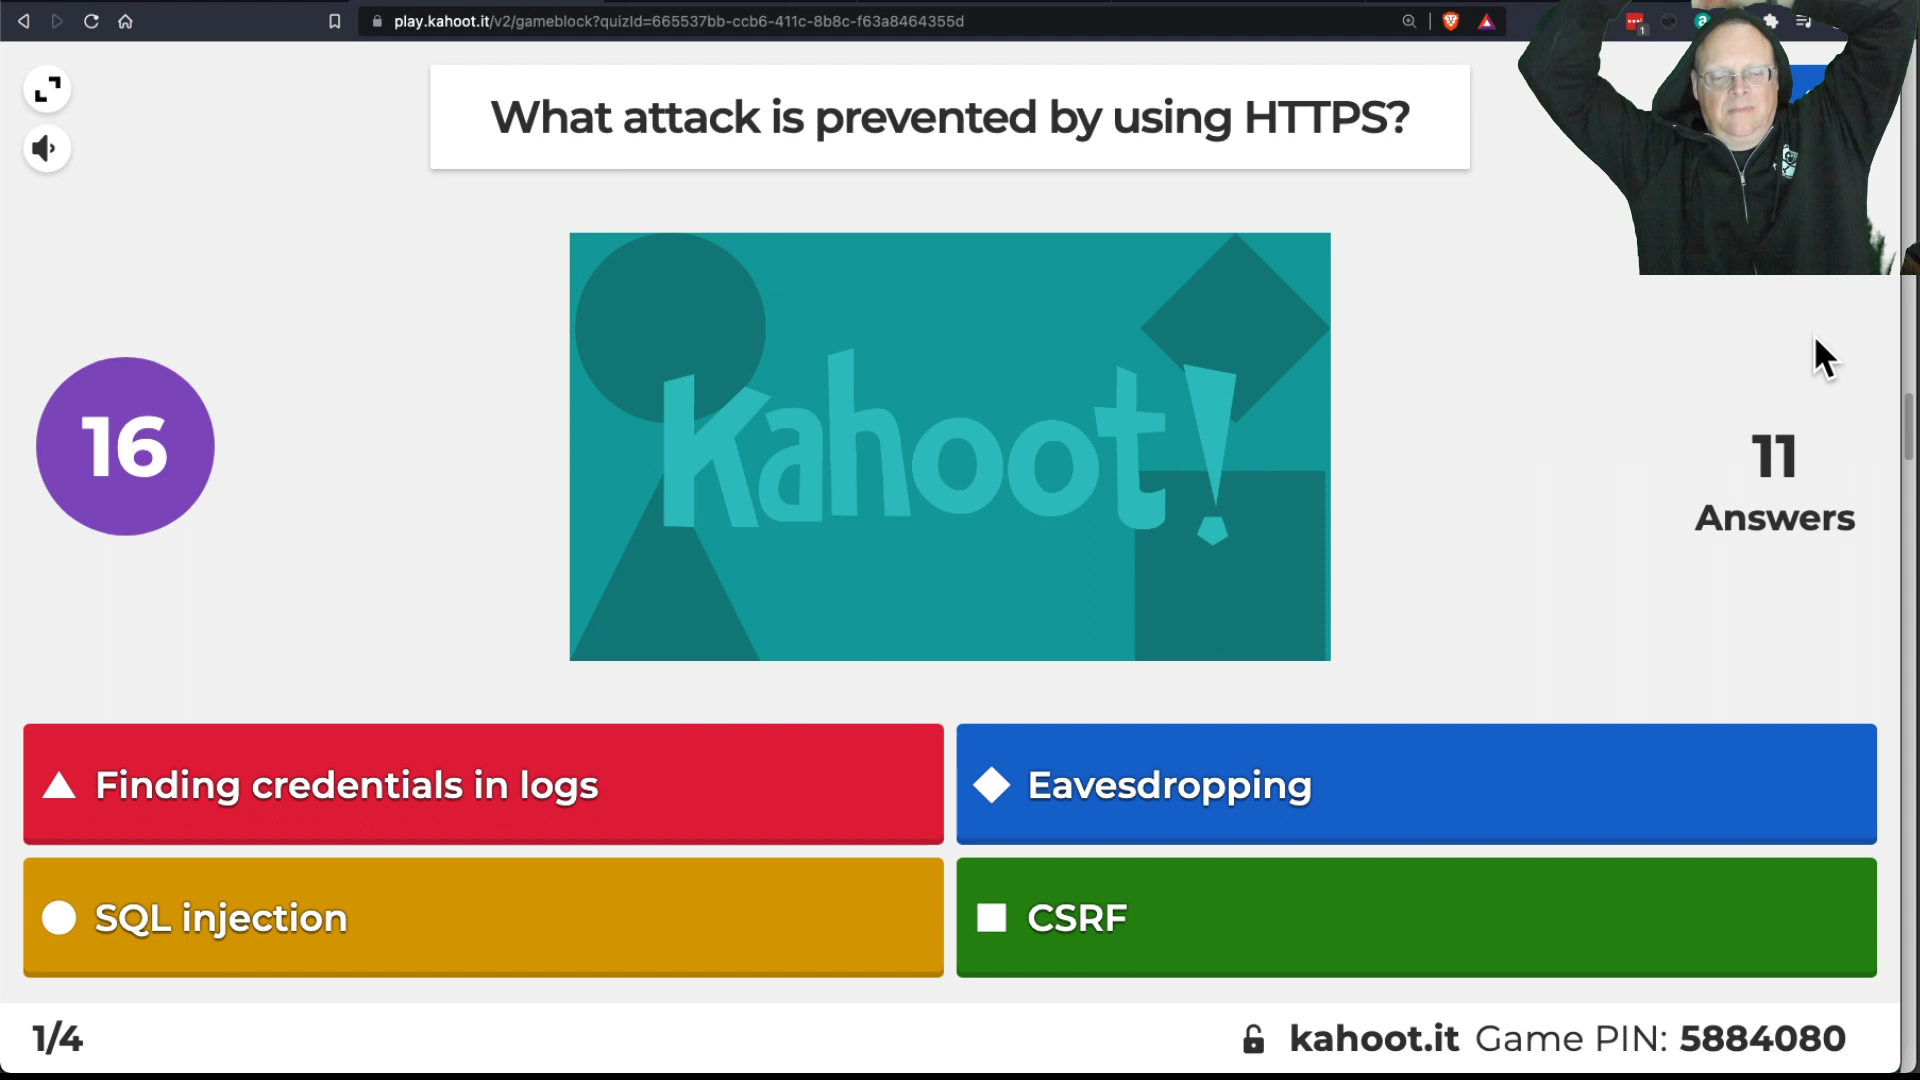 play.kahoot.it/v2/gameblock?quizId=665537bb-ccb6-411c-8b8c-f63a8464355d
1
What attack is prevented by using HTTPS?
Kahoot!
16
11
Answers
Finding credentials in logs
Eavesdropping
SQL injection
CSRF
1/4
kahoot.it Game PIN: 5884080